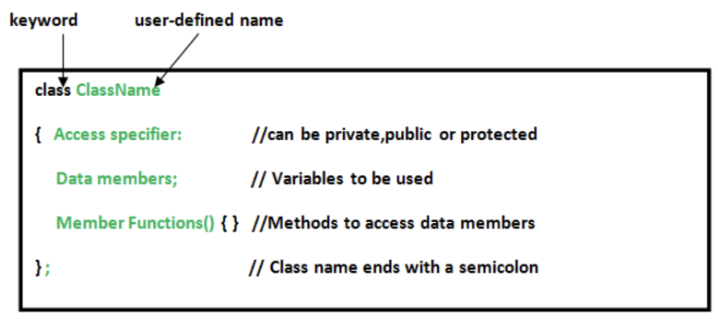 keyword user-defined name
class ClassName
{ Access specifier: //can be private,public or protected
Data members; // Variables to be used
Member Functions() { } //Methods to access data members
} ; // Class name ends with a semicolon